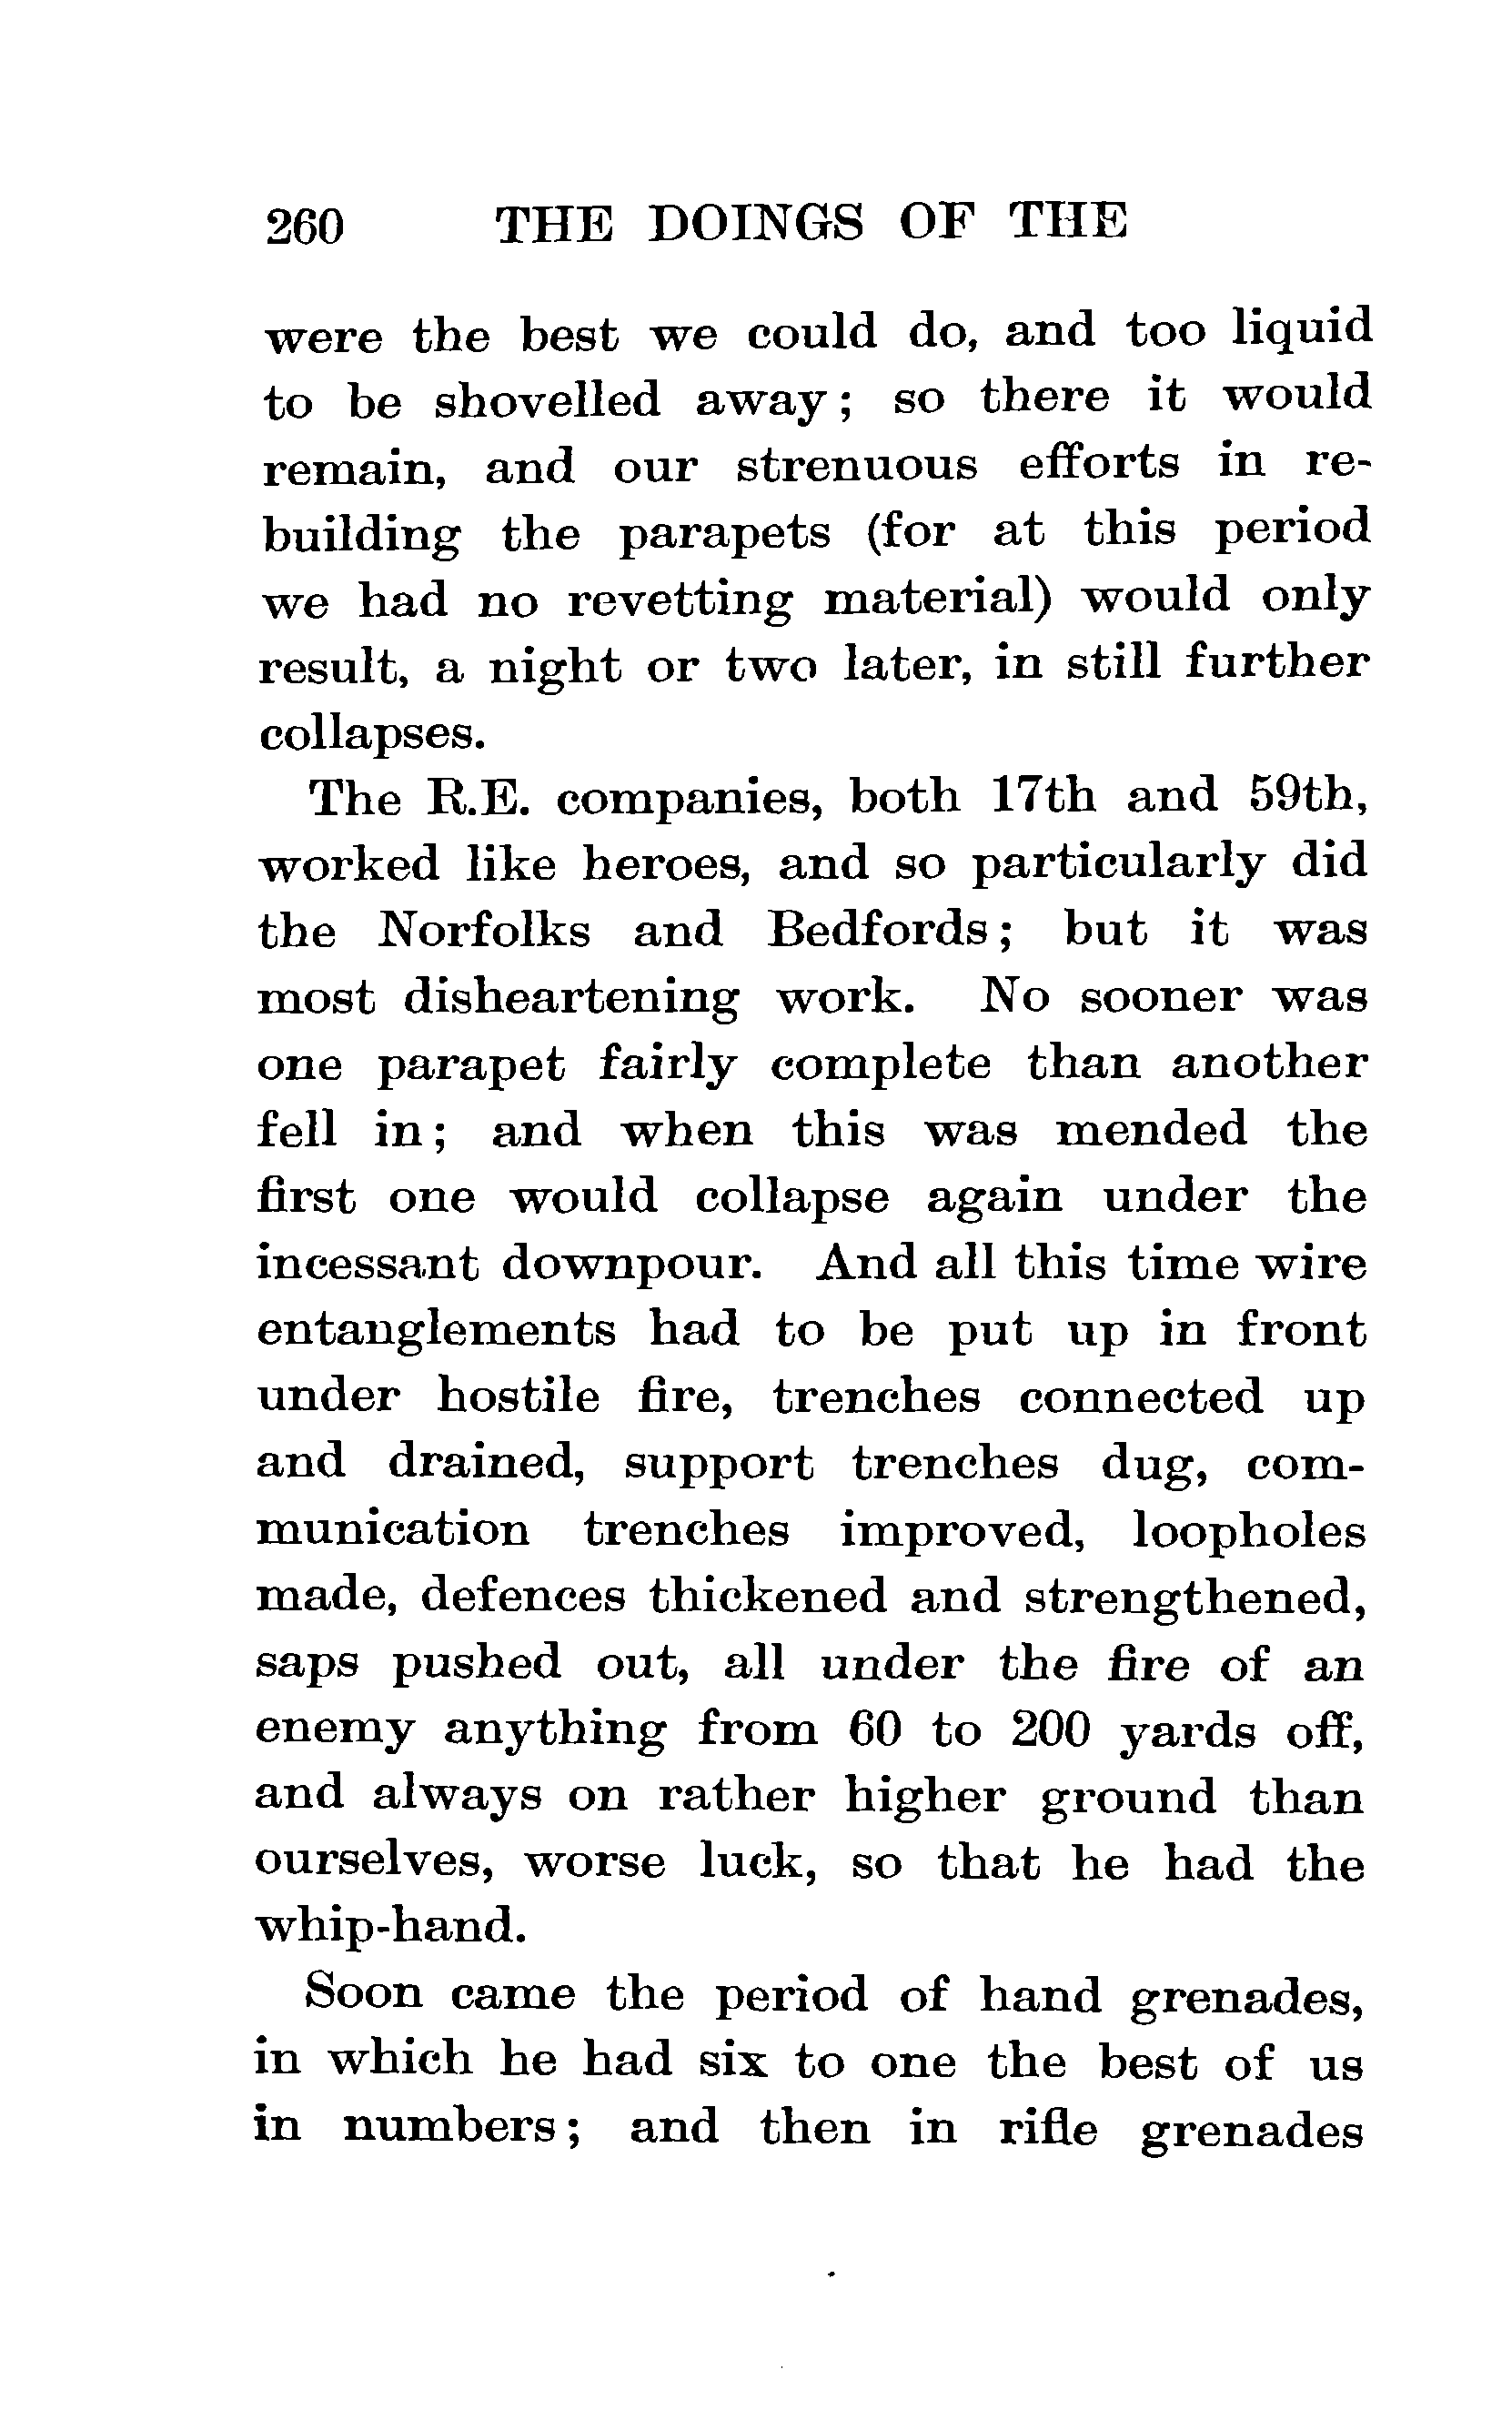 260 THE DOINGS OF THE
were the best we could do, and too liquid
to be shovelled away; so there it would
remain, and our strenuous efforts in re-
building the parapets (for at this period
we had no revetting material) would only
result, a night or two later, in still further
collapses.
The R.E. companies, both 17th and 59th,
worked like heroes, and so particularly did
the Norfolks and Bedfords; but it was
most disheartening work. No sooner was
one parapet fairly complete than another
fell in; and when this was mended the
first one would collapse again under the
incessant downpour. And all this time wire
entanglements had to be put up in front
under hostile fire, trenches connected up
and drained, support trenches dug, com-
munication trenches improved, loopholes
made, defences thickened and strengthened,
saps pushed out, all under the fire of an
enemy anything from 60 to 200 yards off,
and always on rather higher ground than
ourselves, worse luck, so that he had the
whip-hand.
Soon came the period of hand grenades,
in which he had six to one the best of us
in numbers; and then in rifle grenades